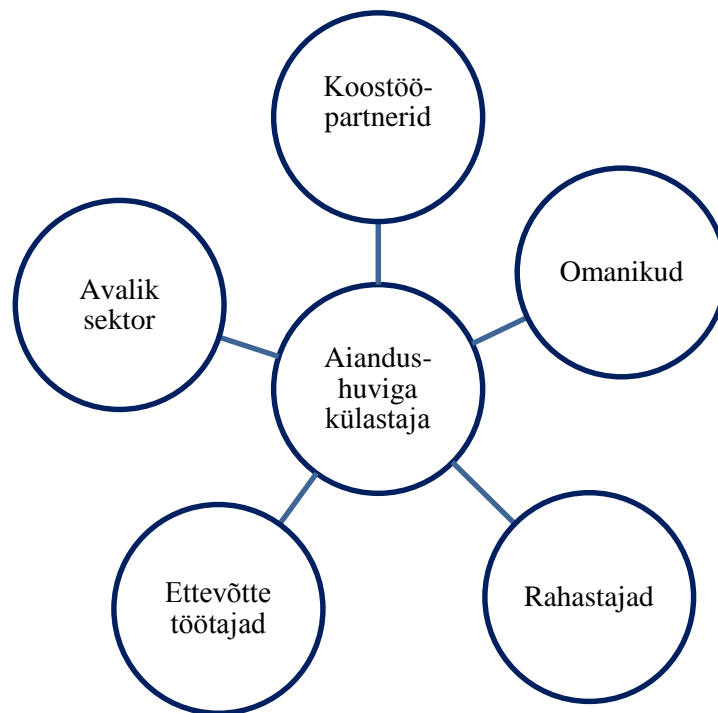 Koostöö-
partnerid
Omanikud
Avalik
sektor
Aiandus-
huviga
külastaja
Ettevõtte
töötajad
Rahastajad